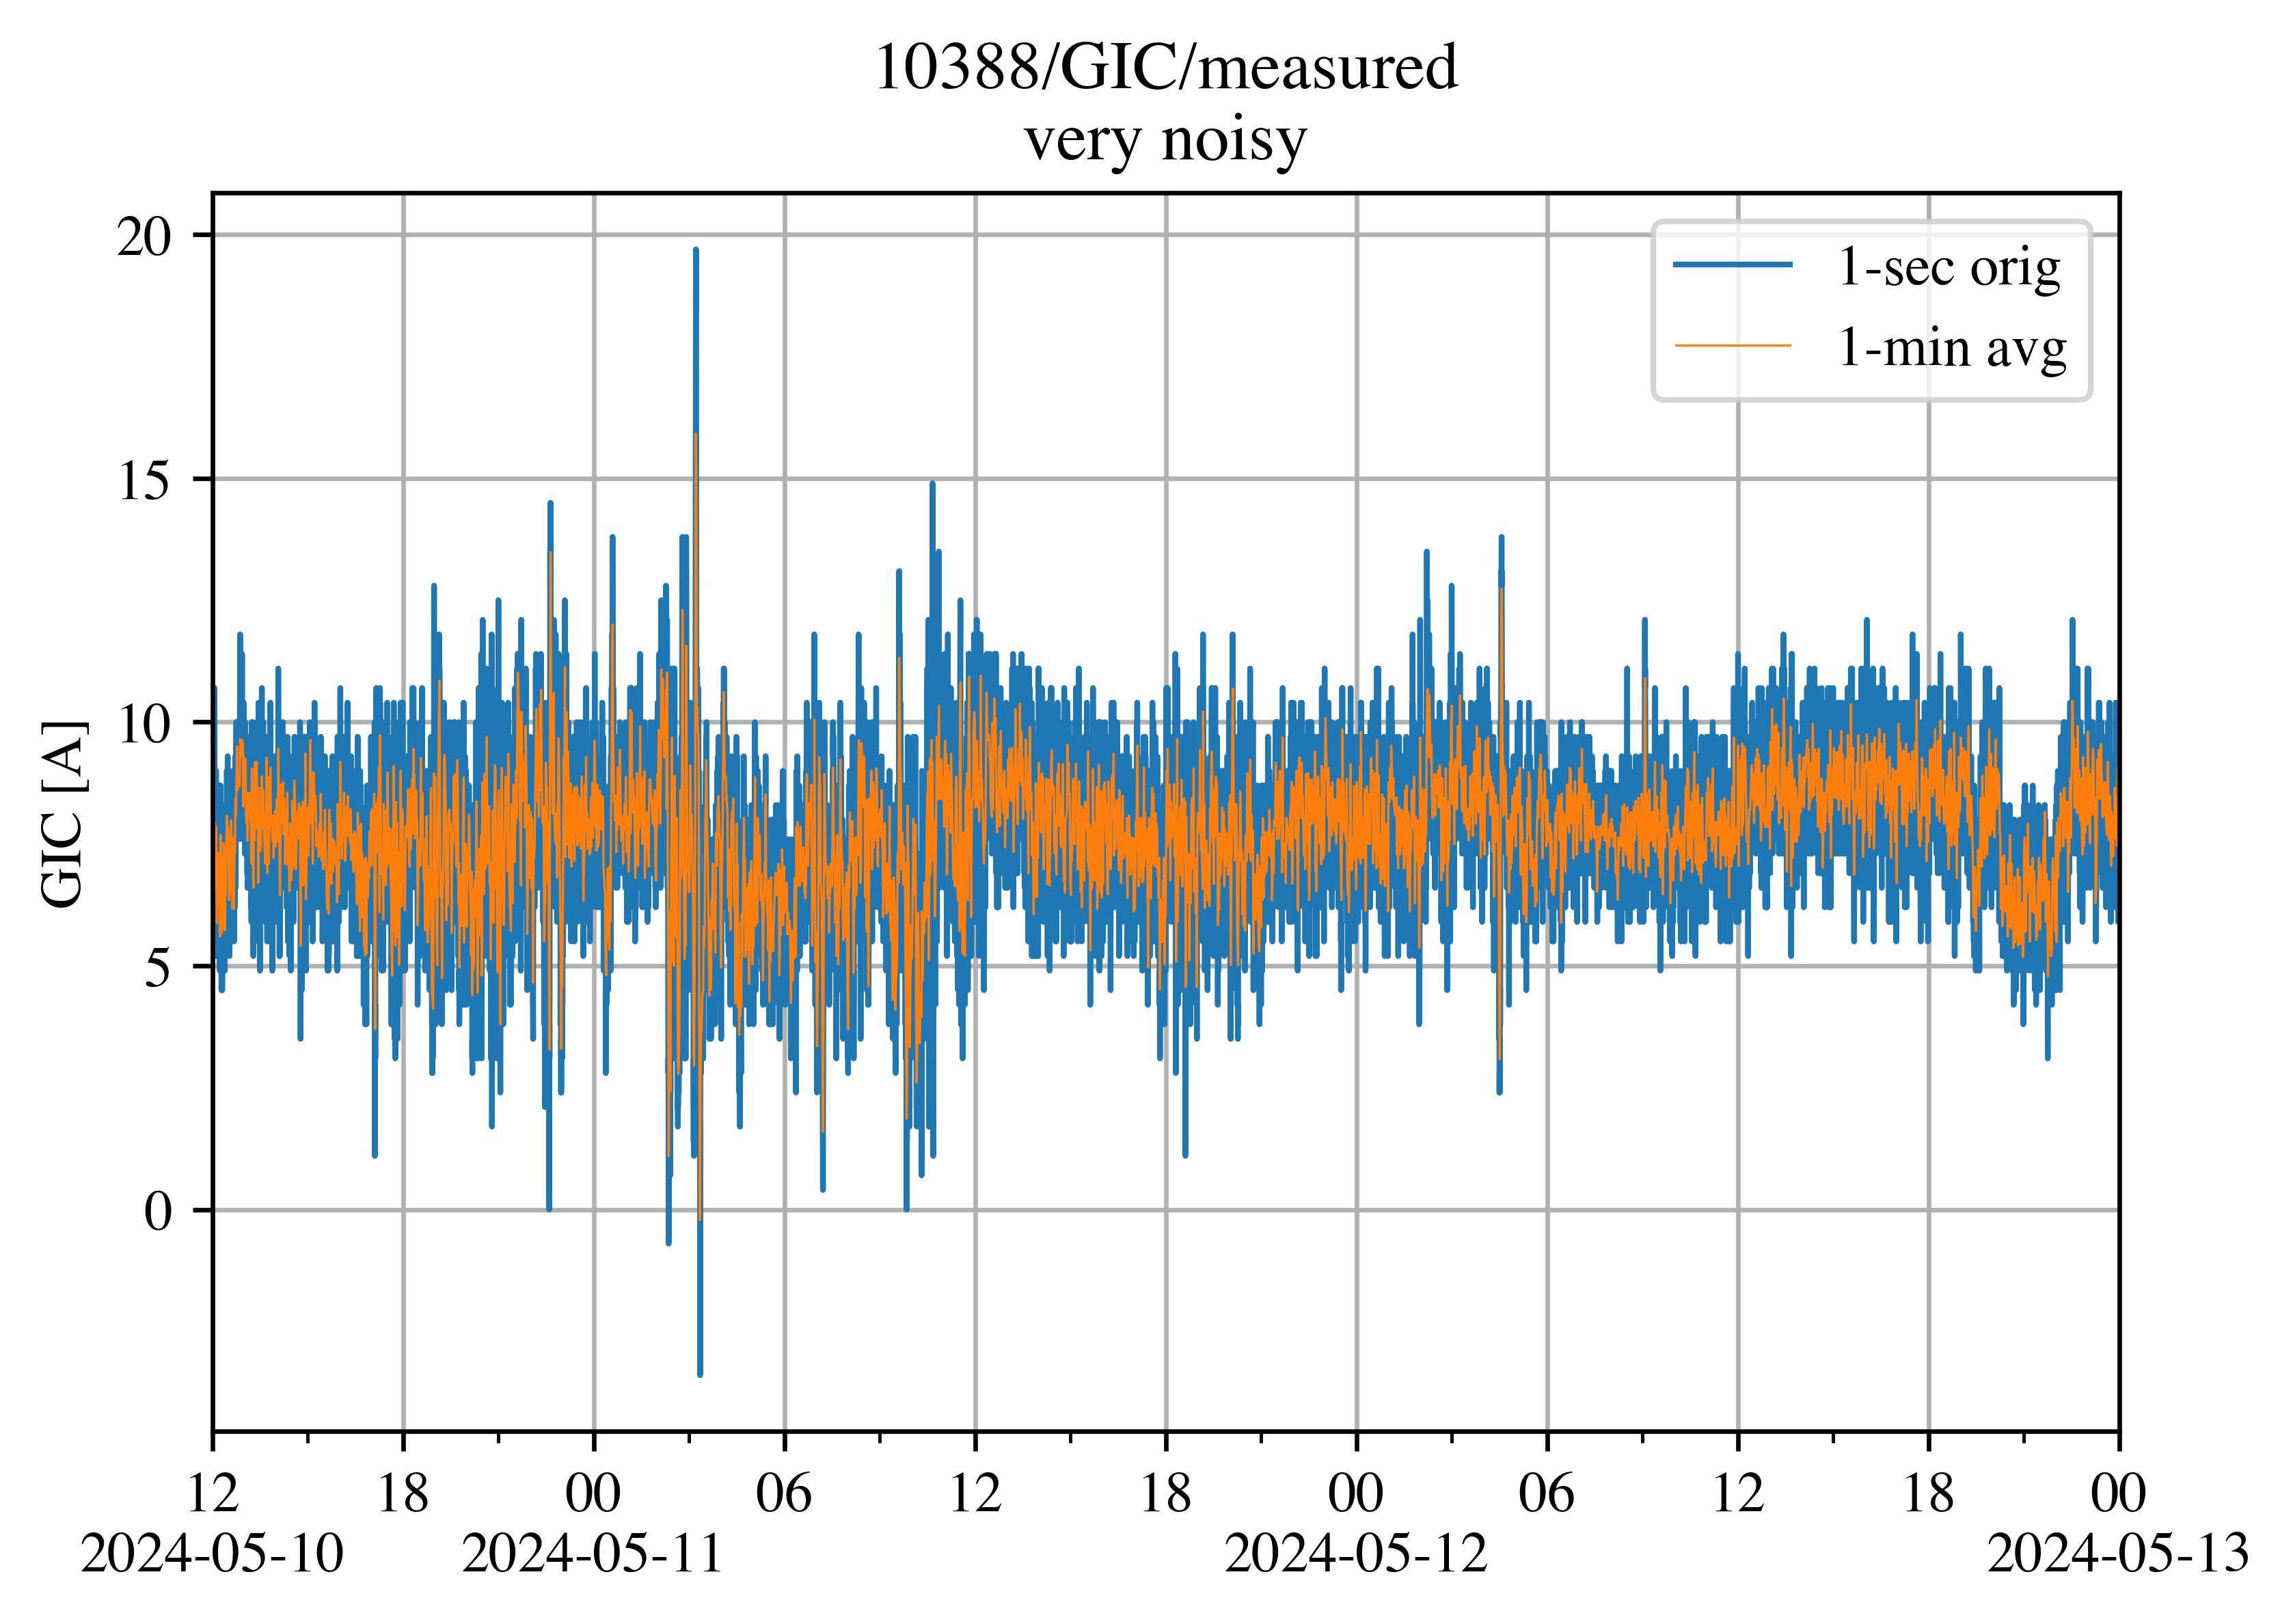 10388/GIC/measured
very noisy
1-sec orig
1-min avg
GIC [A]
20
15
10
5
0
12 18 00 06 12 18 00 06 12 18 00
2024-05-10 2024-05-11 2024-05-12 2024-05-13